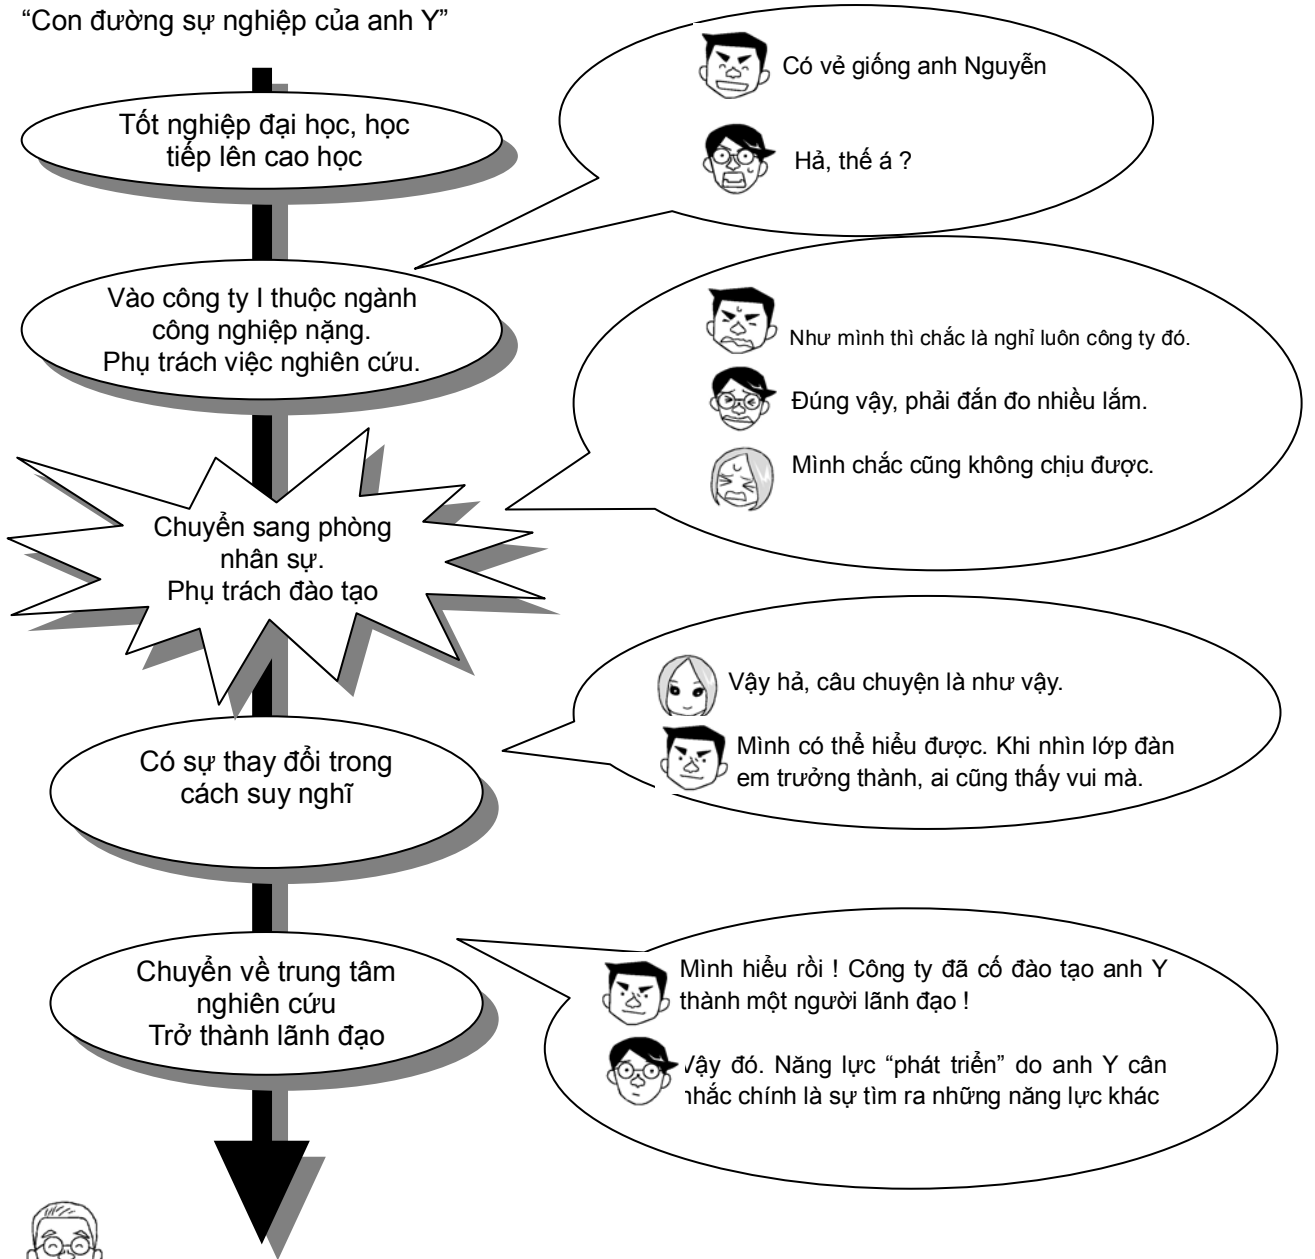 “Con đường sự nghiệp của anh Y”
Có vẻ giống anh Nguyễn
Hả, thế á ?
Tốt nghiệp đại học, học
tiếp lên cao học
Vào công ty I thuộc ngành
công nghiệp nặng.
Phụ trách việc nghiên cứu.
Như mình thì chắc là nghỉ luôn công ty đó.
Đúng vậy, phải đắn đo nhiều lắm.
Mình chắc cũng không chịu được.
Chuyển sang phòng
nhân sự.
Phụ trách đào tạo
Vậy hả, câu chuyện là như vậy.
Mình có thể hiểu được. Khi nhìn lớp đàn
em trưởng thành, ai cũng thấy vui mà.
Có sự thay đổi trong
cách suy nghĩ
Mình hiểu rồi ! Công ty đã cố đào tạo anh Y
thành một người lãnh đạo !
Vậy đó. Năng lực “phát triển” do anh Y cân
nhắc chính là sự tìm ra những năng lực khác
Chuyển về trung tâm
nghiên cứu
Trở thành lãnh đạo